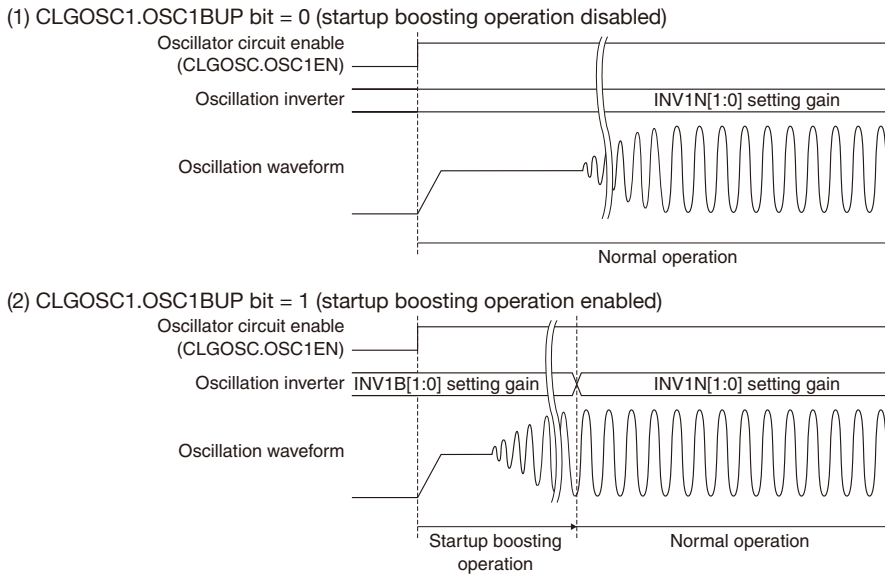 (1) CLGOSC1.OSC1BUP bit = 0 (startup boosting operation disabled)
Oscillator circuit enable
(CLGOSC.OSC1EN)
Oscillation inverter
INV1N[1:0] setting gain
Oscillation waveform
Normal operation
(2) CLGOSC1.OSC1BUP bit = 1 (startup boosting operation enabled)
Oscillator circuit enable
(CLGOSC.OSC1EN)
Oscillation inverter
INV1B[1:0] setting gain
INV1N[1:0] setting gain
Oscillation waveform
Startup boosting
operation
Normal operation